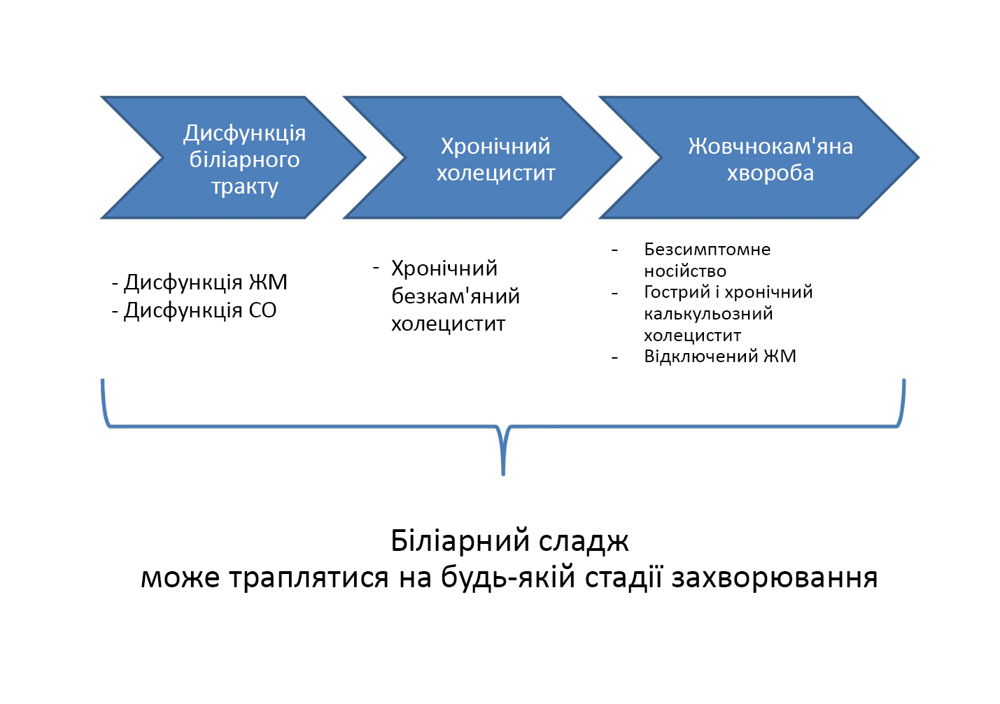 Дисфункція
біліарного
тракту
Хронічний
холецистит
Жовчнокам'яна
хвороба
- Дисфункція ЖМ
- Дисфункція СО
- Хронічний
безкам'яний
холецистит
- Безсимптомне
носійство
- Гострий і хронічний
калькульозний
холецистит
- Відключений ЖМ
Біліарний сладж
може траплятися на будь-якій стадії захворювання